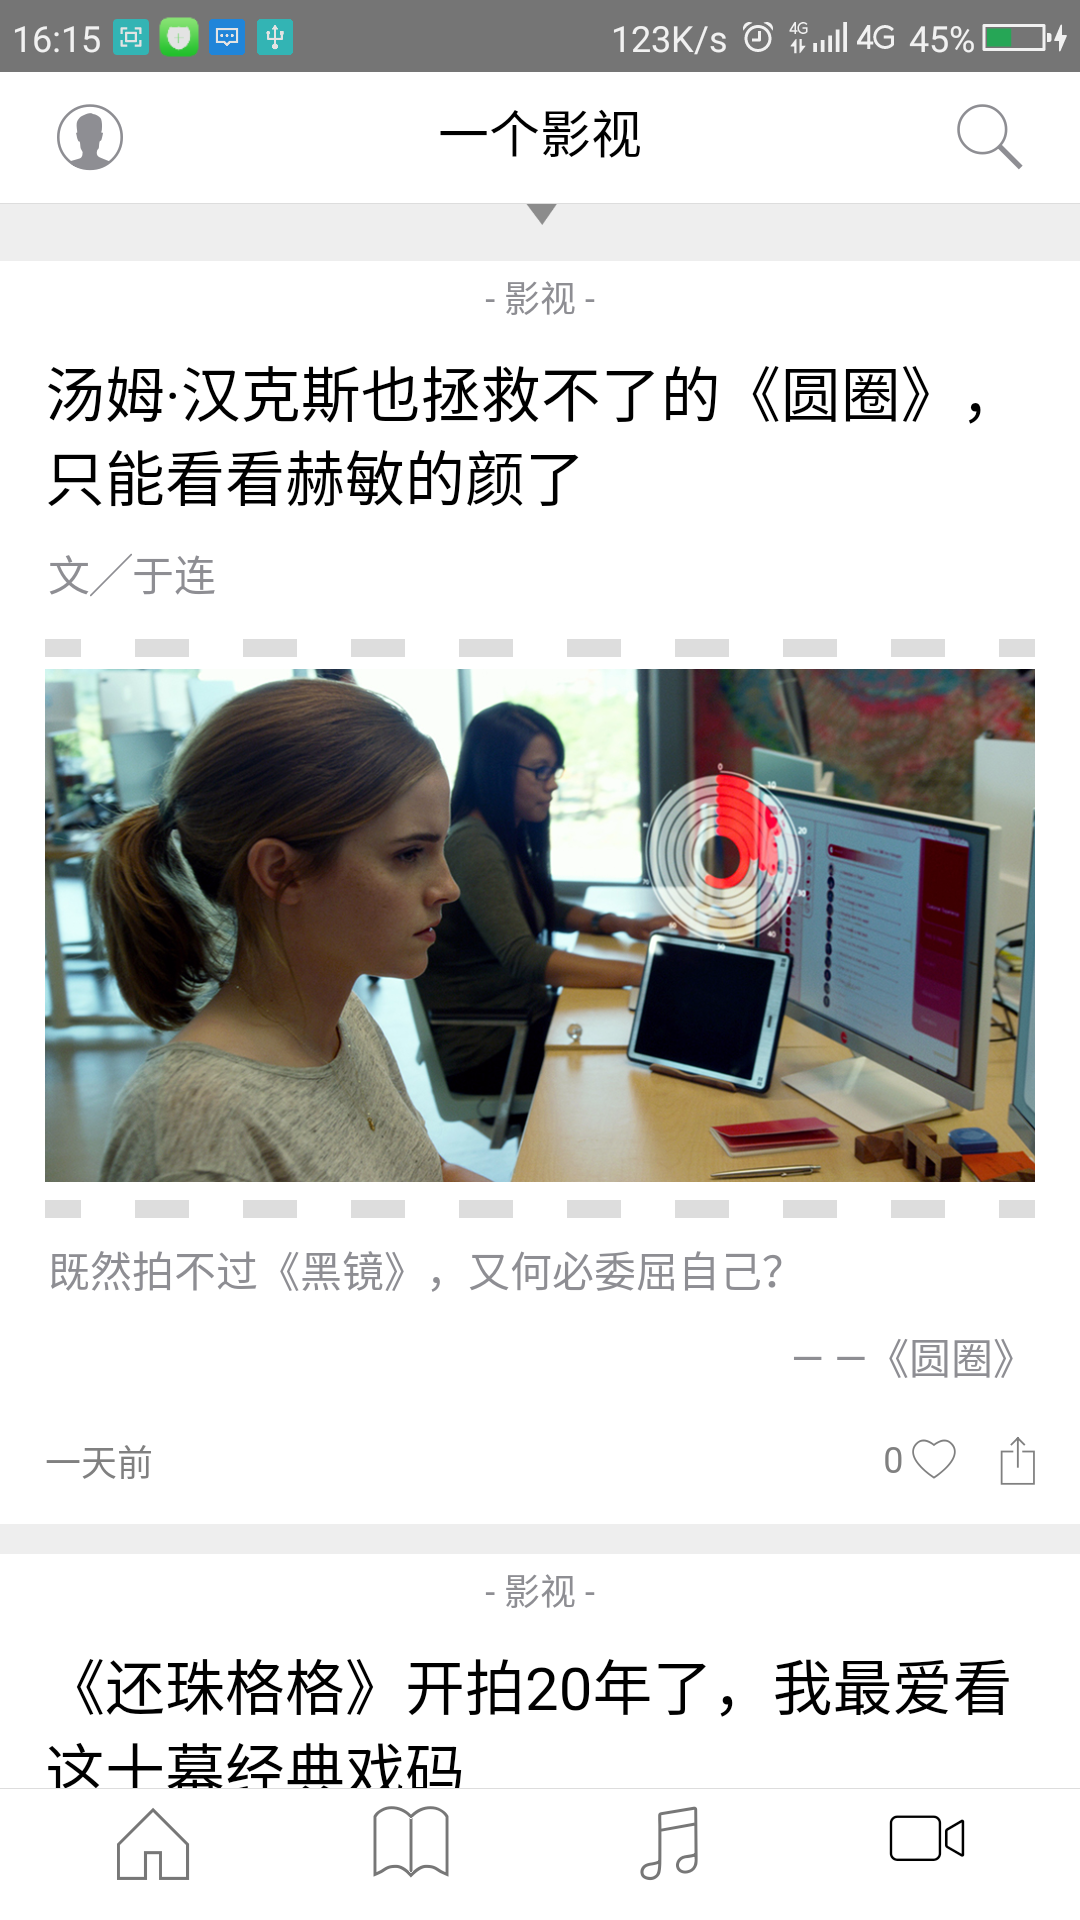 16:15 123K/s 4G 4G 45%
一个影视
- 影视 -
汤姆·汉克斯也拯救不了的《圆圈》，
只能看看赫敏的颜了
文╱于连
既然拍不过《黑镜》，又何必委屈自己？
——《圆圈》
一天前 0
- 影视 -
《还珠格格》开拍20年了，我最爱看
这十幕经典戏码